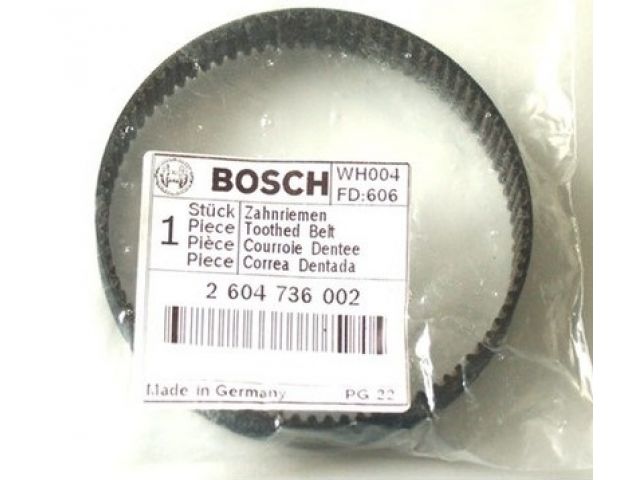 BOSCH
WH004
FD:606
1
Stück Zahnriemen
Piece Toothed Belt
Pièce Courroie Dentee
Piece Correa Dentada
2 604 736 002
Made in Germany PG 22